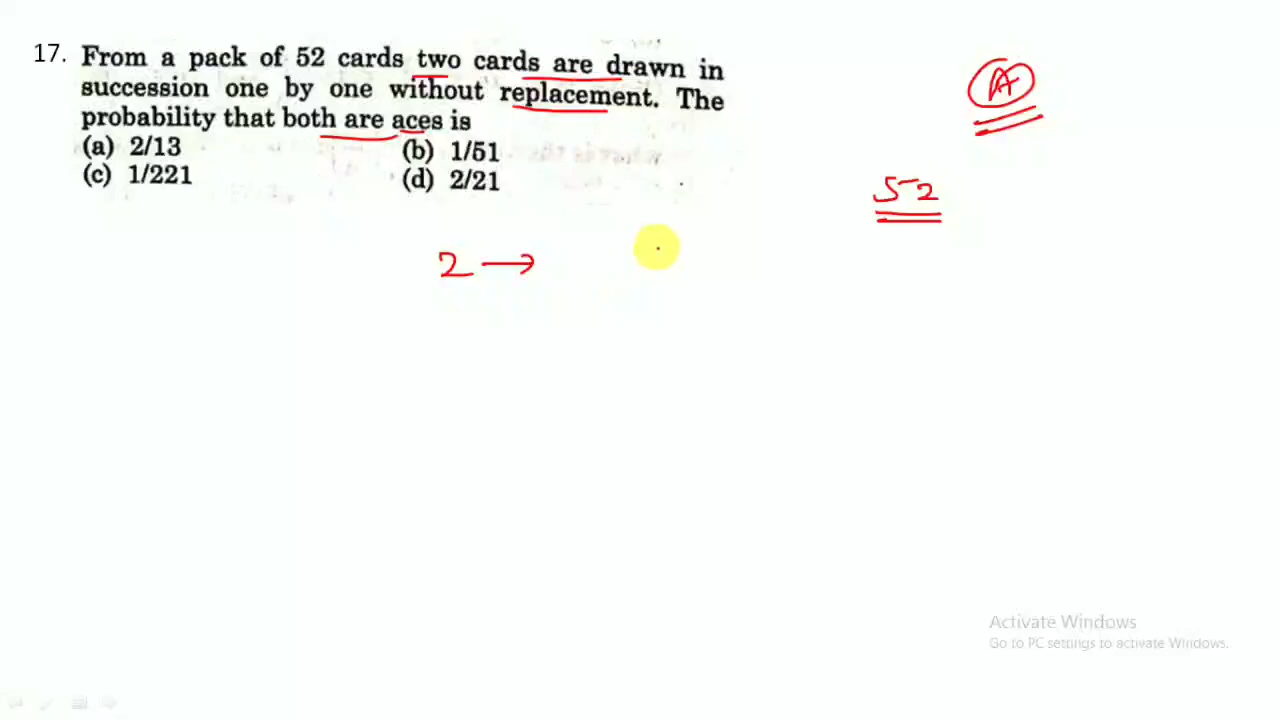 17. From a pack of 52 cards two cards are drawn in
succession one by one without replacement. The
probability that both are aces is
(a) 2/13 (b) 1/51
(c) 1/221 (d) 2/21
A
52
2 →
Activate Windows
Go to PC settings to activate Windows.